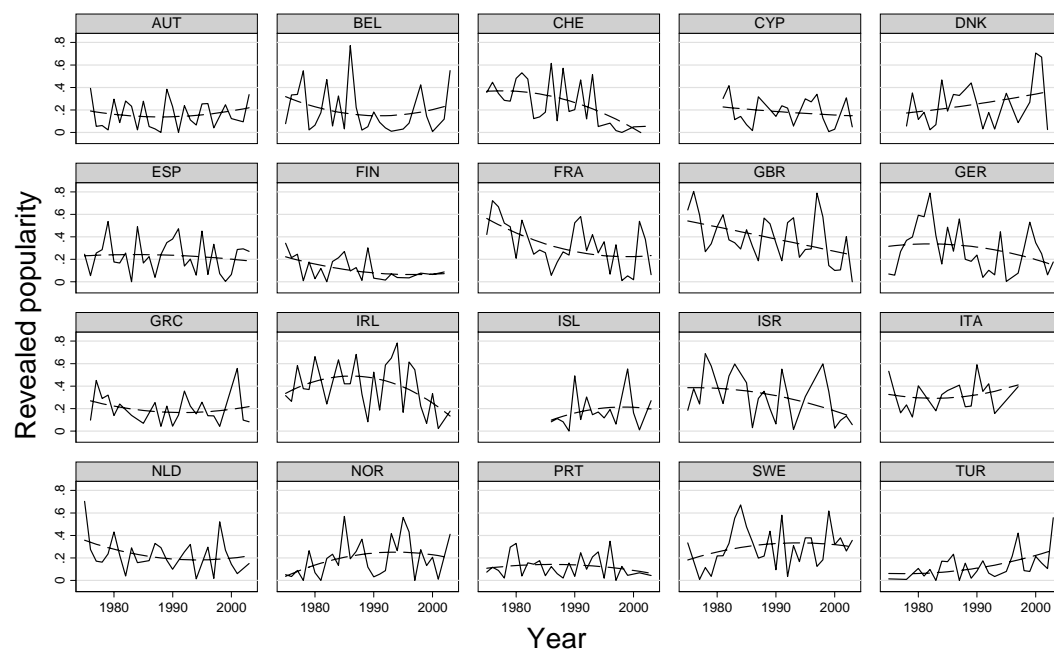 AUT BEL CHE CYP DNK
0 .2 .4 .6 .8
ESP FIN FRA GBR GER
0 .2 .4 .6 .8
GRC IRL ISL ISR ITA
0 .2 .4 .6 .8
NLD NOR PRT SWE TUR
0 .2 .4 .6 .8
1980 1990 2000 1980 1990 2000 1980 1990 2000 1980 1990 2000 1980 1990 2000
Revealed popularity
Year